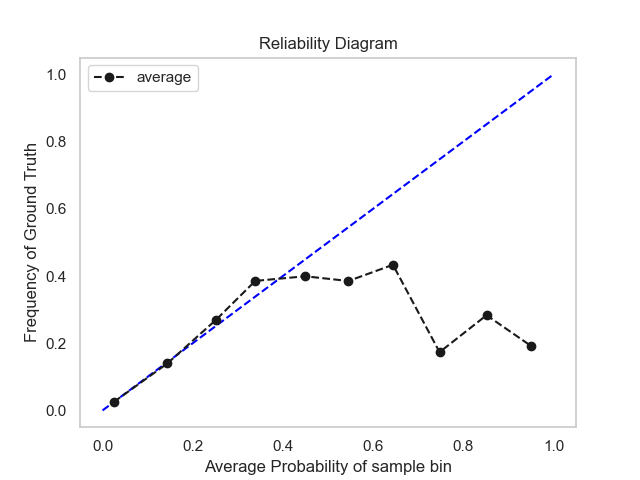 Reliability Diagram
average
Frequency of Ground Truth
1.0
0.8
0.6
0.4
0.2
0.0
0.0 0.2 0.4 0.6 0.8 1.0
Average Probability of sample bin